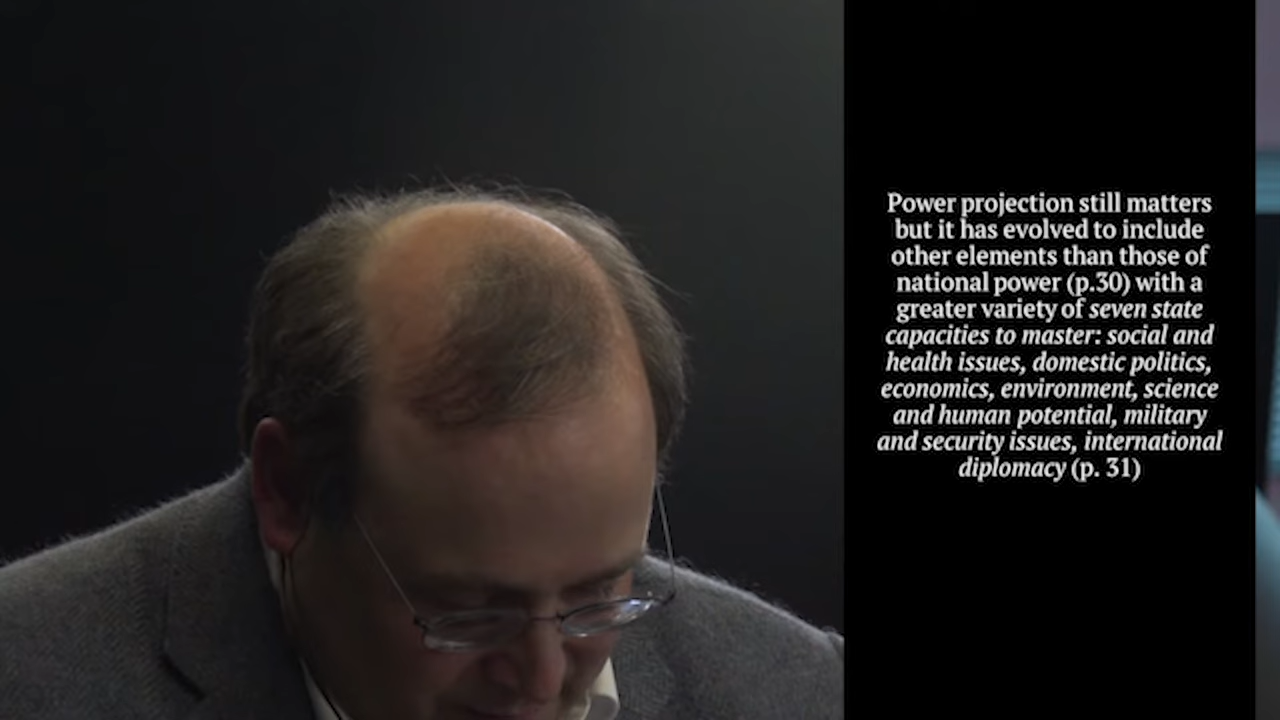 Power projection still matters
but it has evolved to include
other elements than those of
national power (p.30) with a
greater variety of seven state
capacities to master: social and
health issues, domestic politics,
economics, environment, science
and human potential, military
and security issues, international
diplomacy (p. 31)